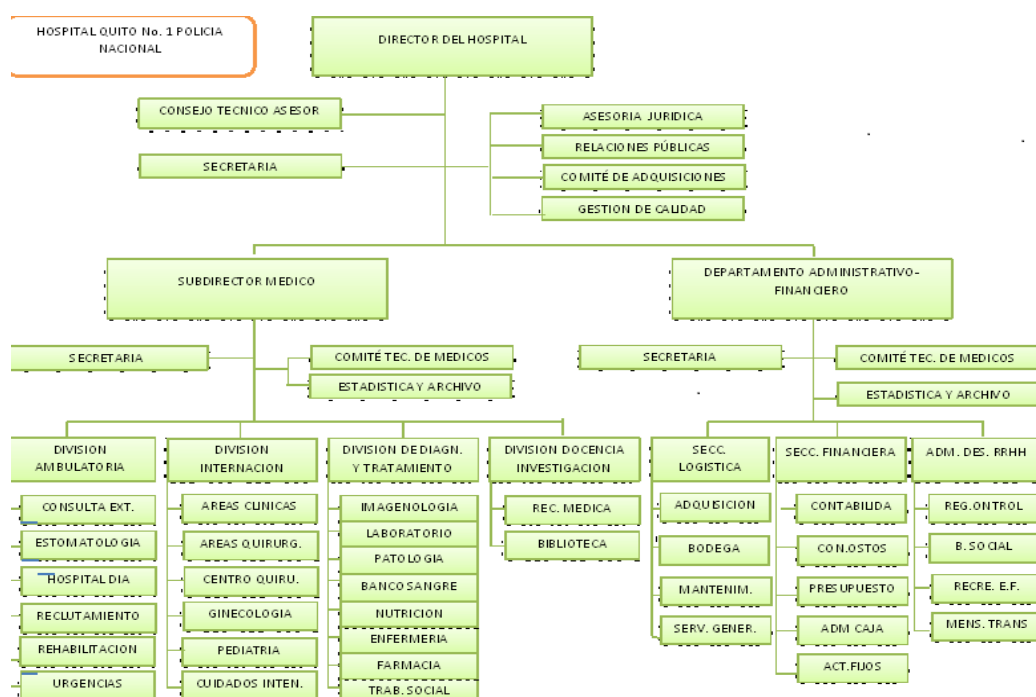 HOSPITAL QUITO No. 1 POLICIA
NACIONAL
DIRECTOR DEL HOSPITAL
CONSEJO TECNICO ASESOR
ASESORIA JURIDICA
RELACIONES PÚBLICAS
SECRETARIA
COMITÉ DE ADQUISICIONES
GESTION DE CALIDAD
SUBDIRECTOR MEDICO
DEPARTAMENTO ADMINISTRATIVO-
FINANCIERO
SECRETARIA
COMITÉ TEC. DE MEDICOS
ESTADISTICA Y ARCHIVO
SECRETARIA
COMITÉ TEC. DE MEDICOS
ESTADISTICA Y ARCHIVO
DIVISION
AMBULATORIA
CONSULTA EXT.
ESTOMATOLOGIA
HOSPITAL DIA
RECLUTAMIENTO
REHABILITACION
URGENCIAS
DIVISION
INTERNACION
AREAS CLINICAS
AREAS QUIRURG.
CENTRO QUIRU.
GINECOLOGIA
PEDIATRIA
CUIDADOS INTEN.
DIVISION DE DIAGN.
Y TRATAMIENTO
IMAGENOLOGIA
LABORATORIO
PATOLOGIA
BANCO SANGRE
NUTRICION
ENFERMERIA
FARMACIA
TRAB. SOCIAL
DIVISION DOCENCIA
INVESTIGACION
REC. MEDICA
BIBLIOTECA
SECC.
LOGISTICA
ADQUISICION
BODEGA
MANTENIM.
SERV. GENER.
SECC. FINANCIERA
CONTABILIDA
CON.OSTOS
PRESUPUESTO
ADM CAJA
ACT.FIJOS
ADM. DES. RRHH
REG.ONTROL
B.SOCIAL
RECRE. E.F.
MENS. TRANS